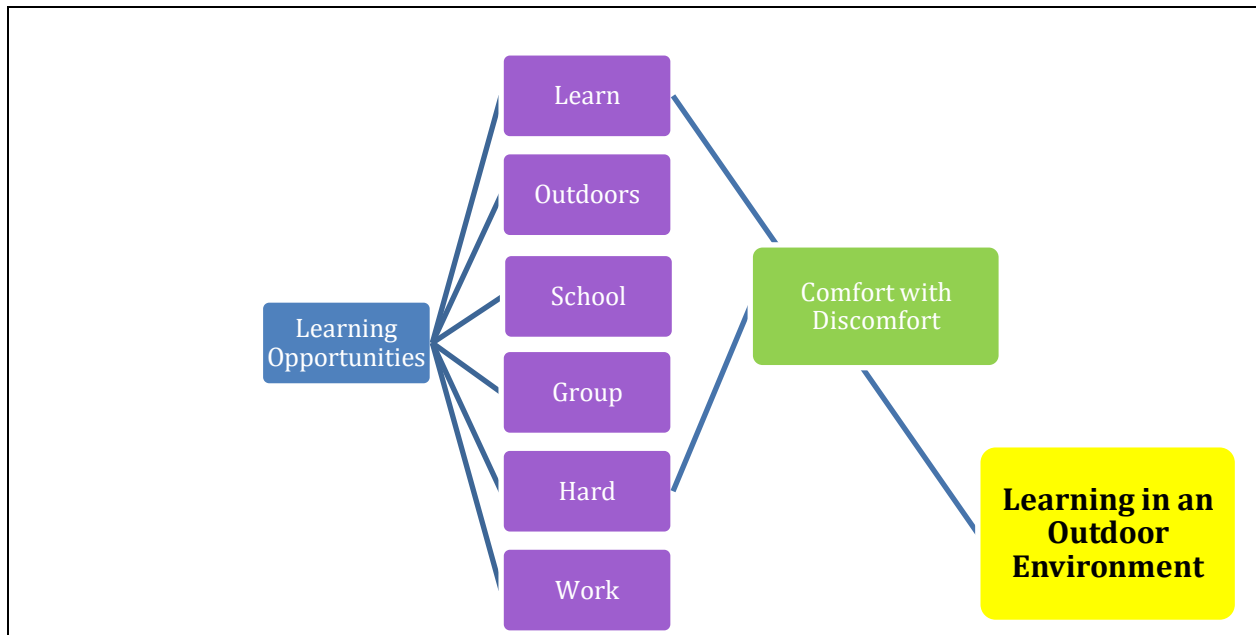 Learn
Outdoors
School
Group
Hard
Work
Learning
Opportunities
Comfort with
Discomfort
Learning in an
Outdoor
Environment